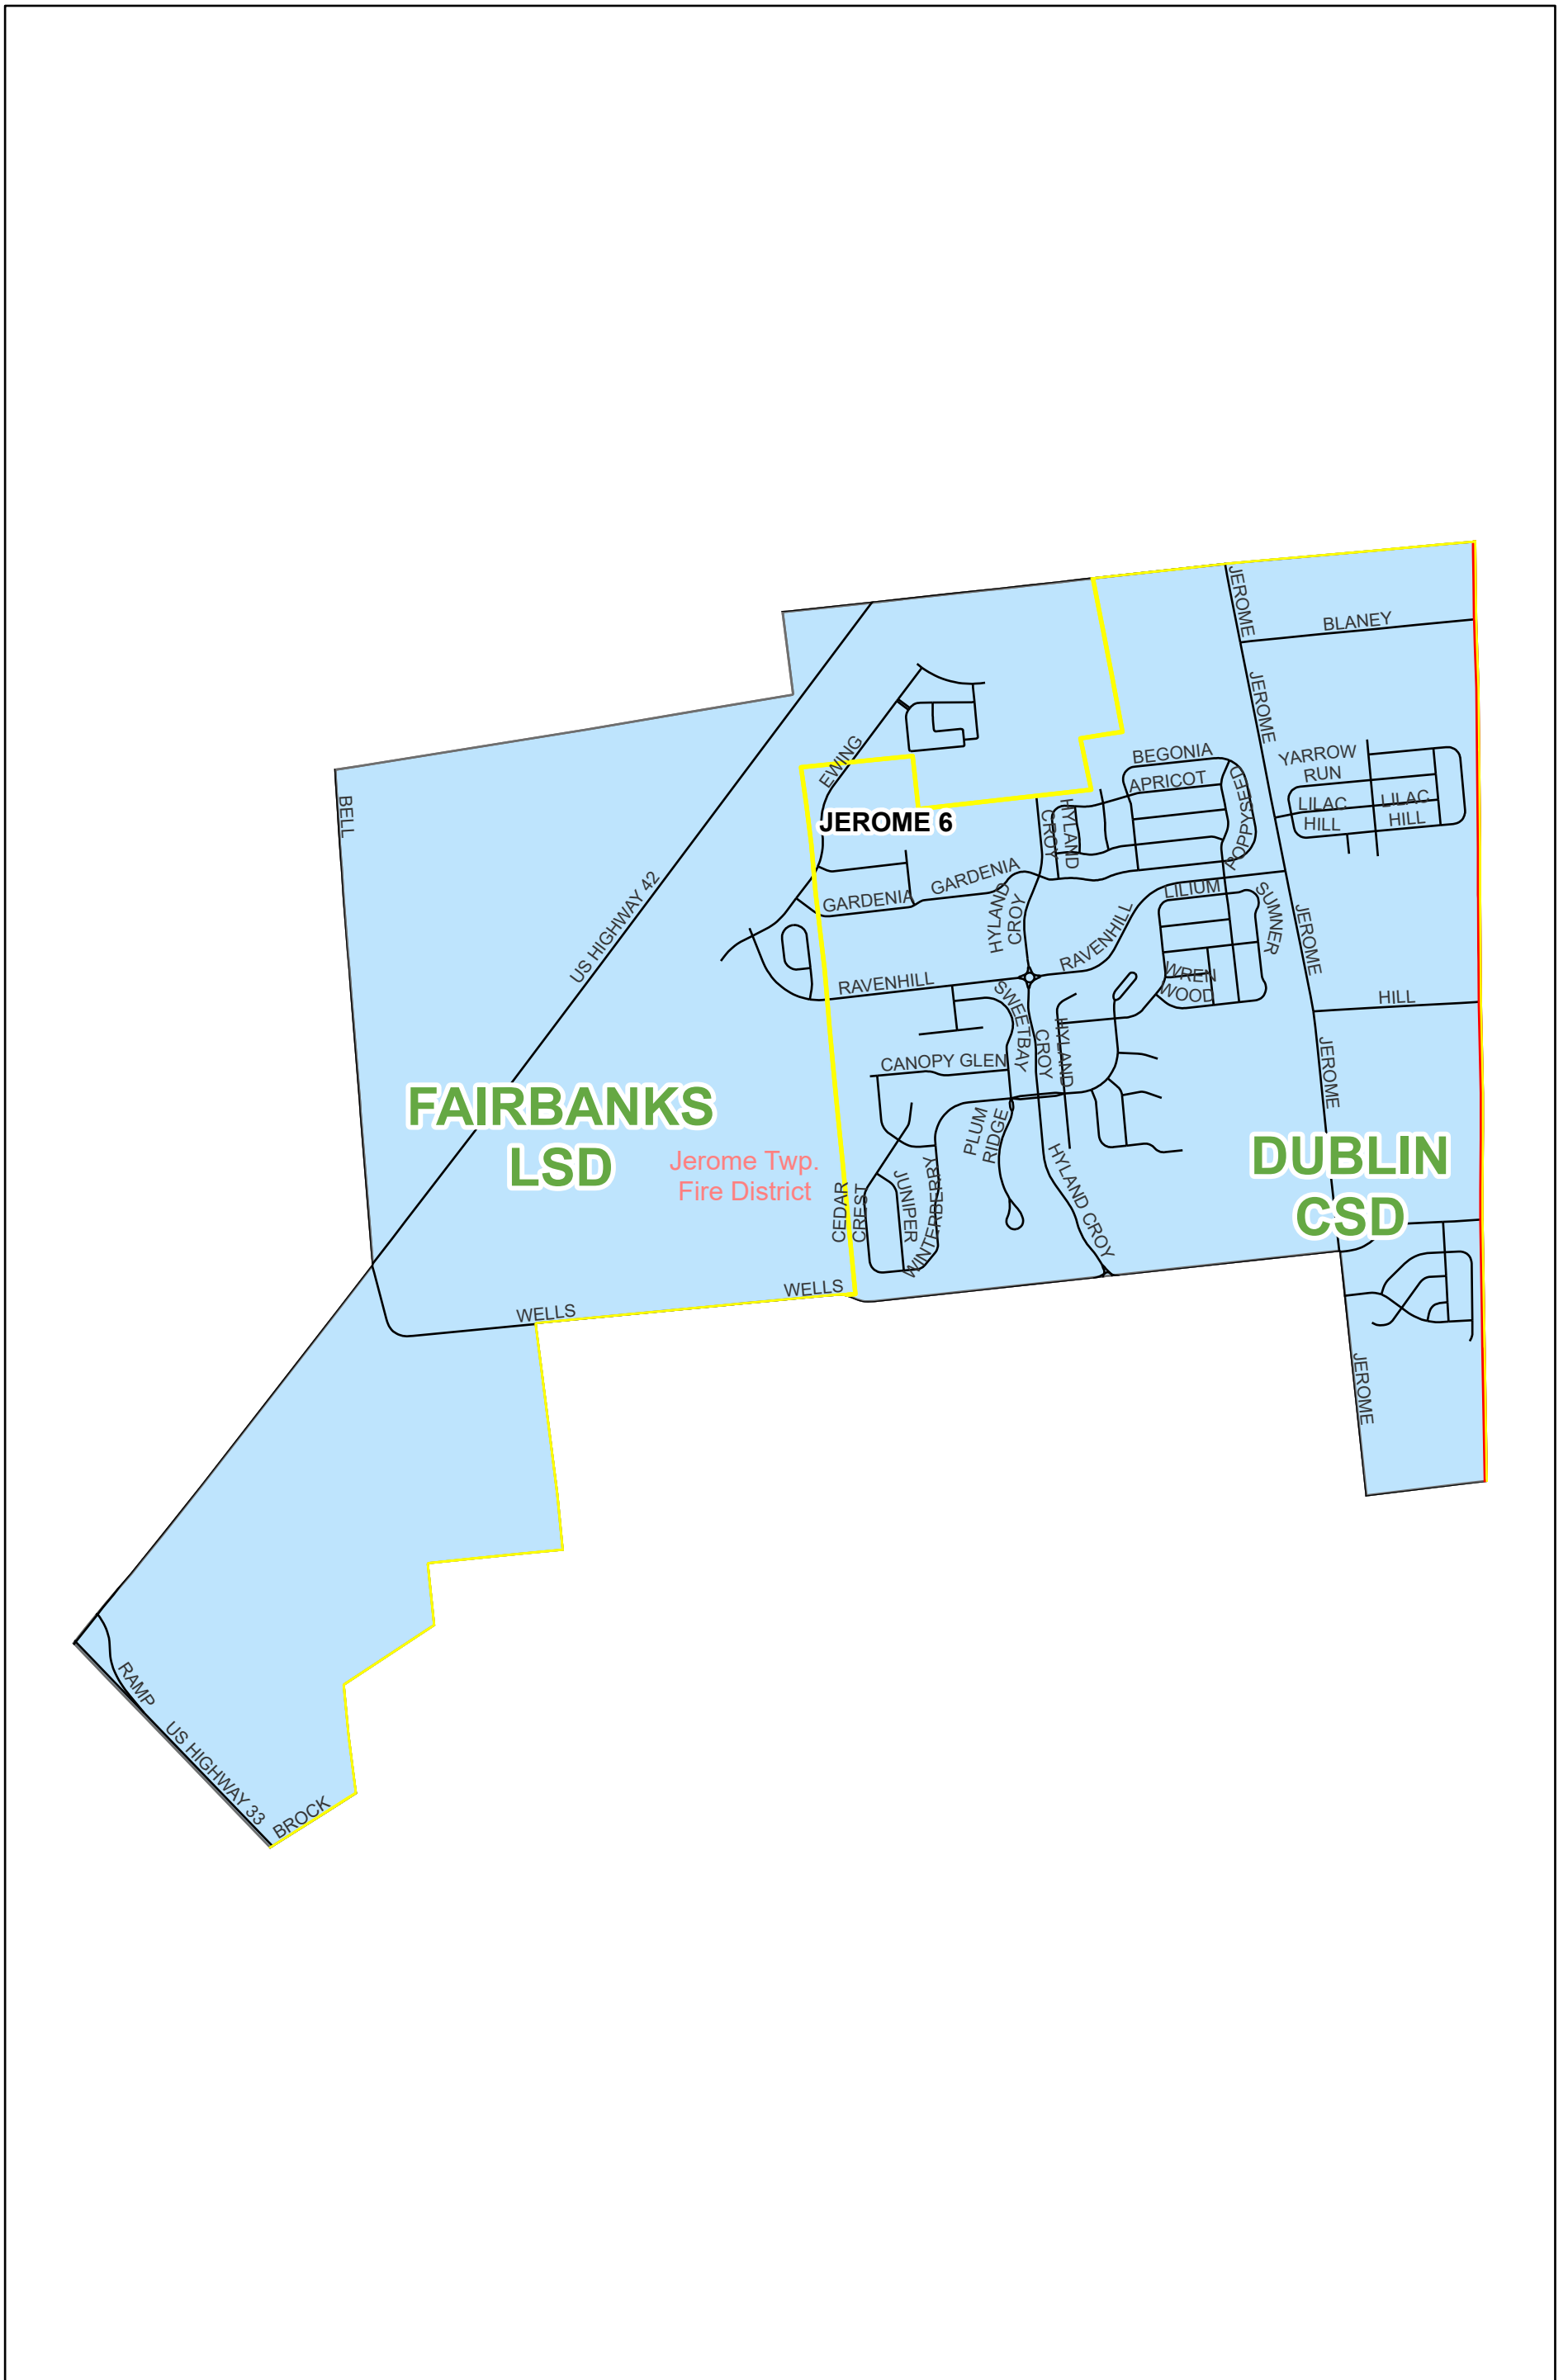 JEROME
BLANEY
JEROME
EWING
BEGONIA
YARROW
RUN
APRICOT
BELL
HYLAND
CROY
POPPYSEED
LILAC
HILL
LILAC
HILL
JEROME 6
US HIGHWAY 42
GARDENIA
GARDENIA
LILIUM
SUMNER
HYLAND
CROY
RAVENHILL
JEROME
RAVENHILL
WREN
WOOD
HILL
SWEETBAY
HYLAND
CROY
JEROME
CANOPY GLEN
FAIRBANKS
LSD
PLUM
RIDGE
Jerome Twp.
Fire District
DUBLIN
CSD
CEDAR
CREST
JUNIPER
WINTERBERRY
HYLAND CROY
WELLS
WELLS
JEROME
RAMP
US HIGHWAY 33
BROCK